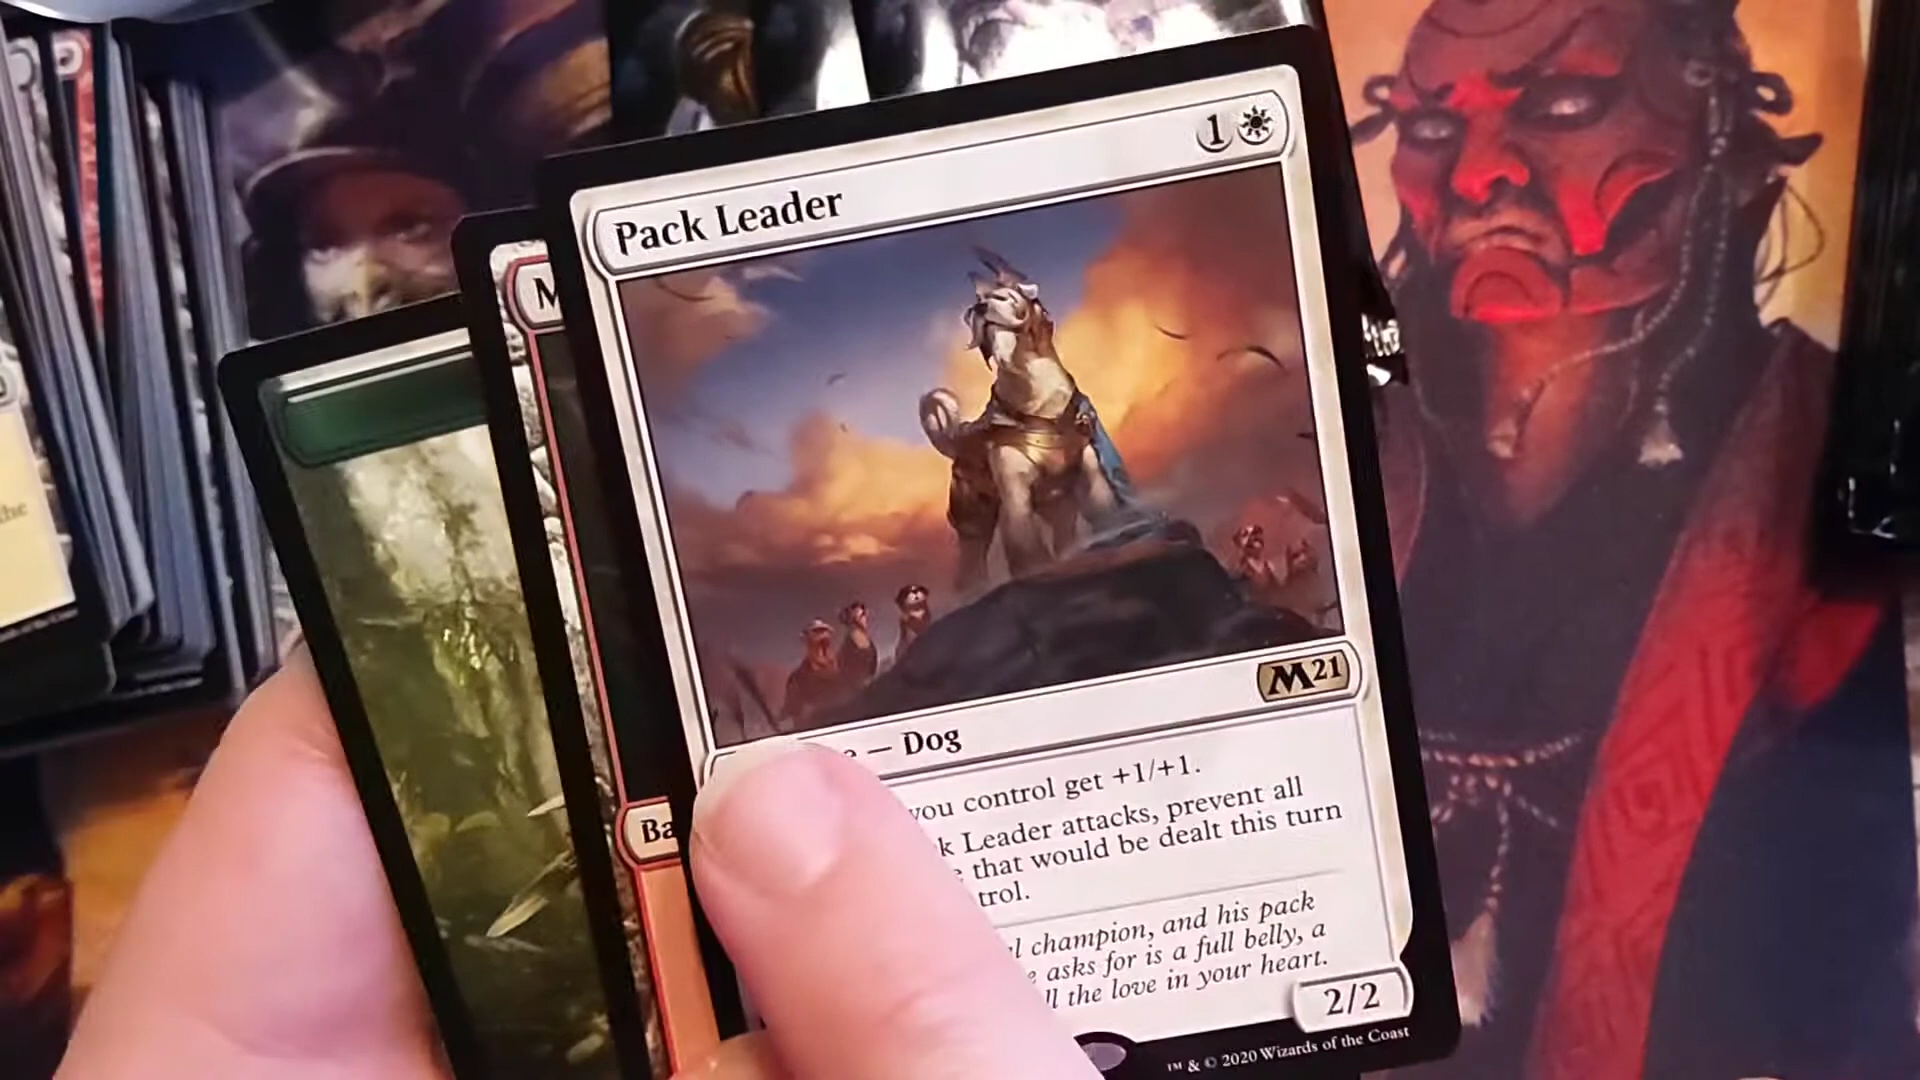 Pack Leader
1
M
M21
— Dog
Ba
you control get +1/+1.
Leader attacks, prevent all
that would be dealt this turn
trol.
champion, and his pack
asks for is a full belly, a
the love in your heart.
2/2
™ & © 2020 Wizards of the Coast
the